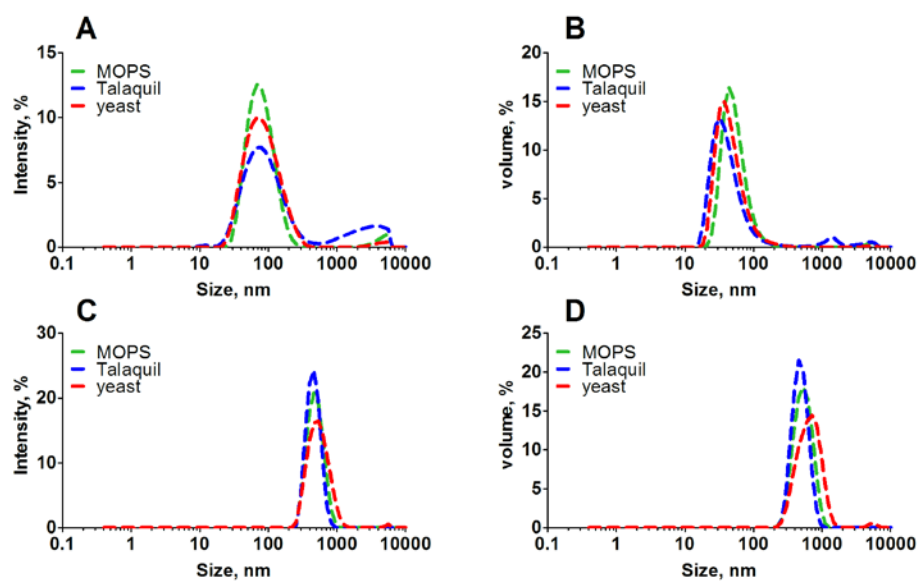 A
15
10
5
0
Intensity, %
MOPS
Talaquil
yeast
0.1 1 10 100 1000 10000
Size, nm
B
20
15
10
5
0
volume, %
MOPS
Talaquil
yeast
0.1 1 10 100 1000 10000
Size, nm
C
30
20
10
0
Intensity, %
MOPS
Talaquil
yeast
0.1 1 10 100 1000 10000
Size, nm
D
25
20
15
10
5
0
volume, %
MOPS
Talaquil
yeast
0.1 1 10 100 1000 10000
Size, nm